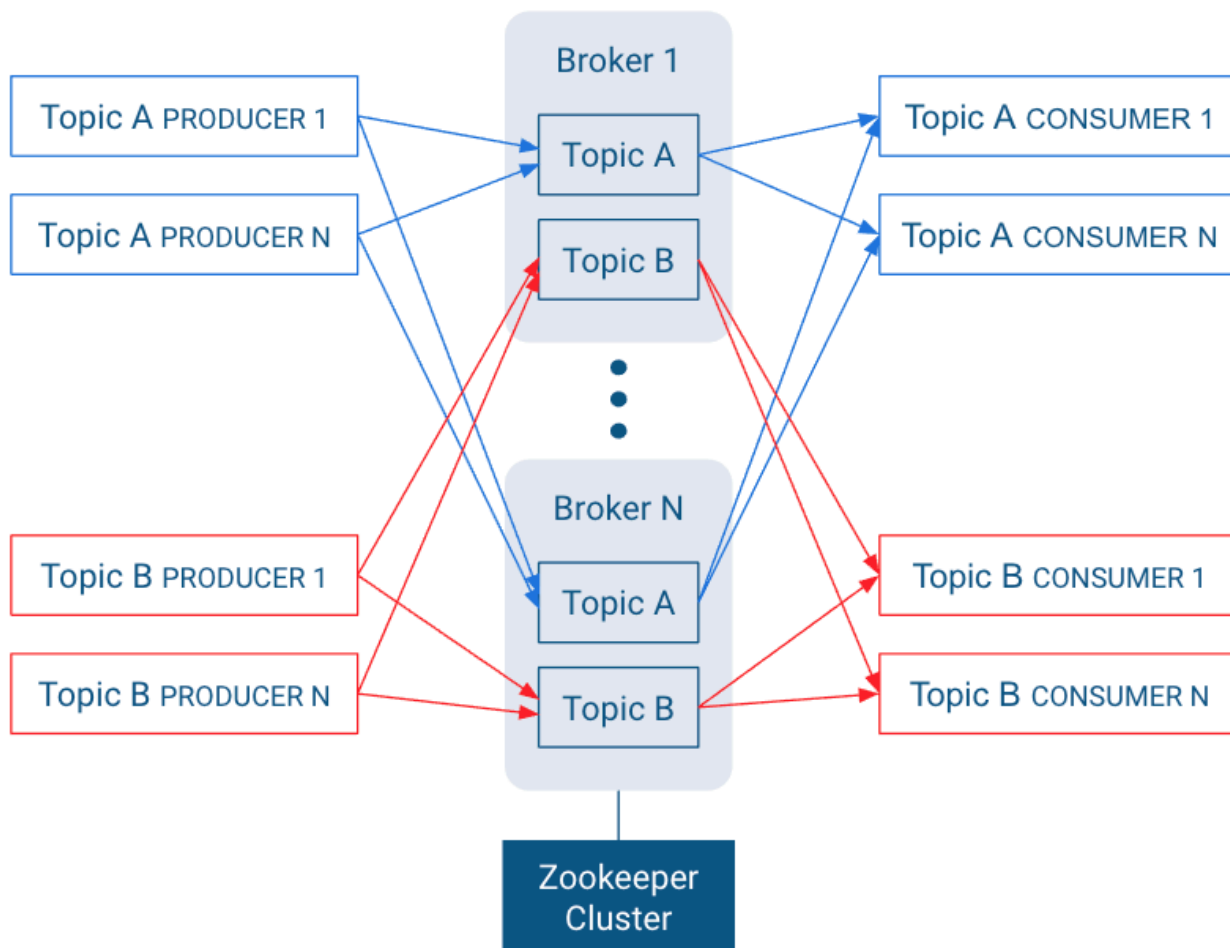 Broker 1
Topic A PRODUCER 1
Topic A
Topic A CONSUMER 1
Topic A PRODUCER N
Topic B
Topic A CONSUMER N
Broker N
Topic B PRODUCER 1
Topic A
Topic B CONSUMER 1
Topic B PRODUCER N
Topic B
Topic B CONSUMER N
Zookeeper
Cluster